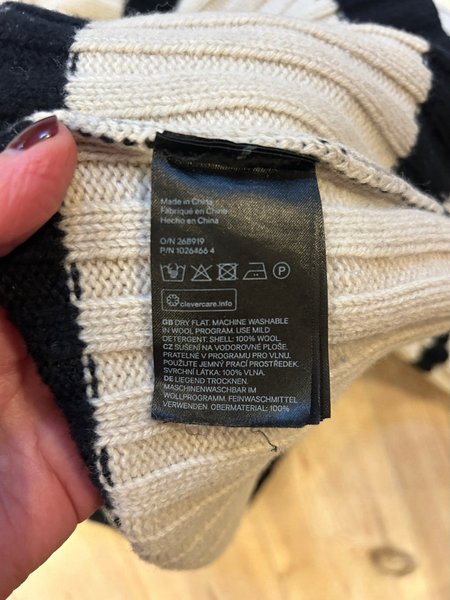 Made in China
Fabriqué en Chine
Hecho en China
O/N 268919
P/N 1026466 4
P
clevercare.info
GB DRY FLAT. MACHINE WASHABLE
IN WOOL PROGRAM. USE MILD
DETERGENT. SHELL: 100% WOOL.
CZ SUŠENÍ NA VODOROVNÉ PLOŠE.
PRATELNÉ V PROGRAMU PRO VLNU.
POUŽIJTE JEMNÝ PRACÍ PROSTŘEDEK.
SVRCHNÍ LÁTKA: 100% VLNA.
DE LIEGEND TROCKNEN.
MASCHINENWASCHBAR IM
WOLLPROGRAMM. FEINWASCHMITTEL
VERWENDEN. OBERMATERIAL: 100%